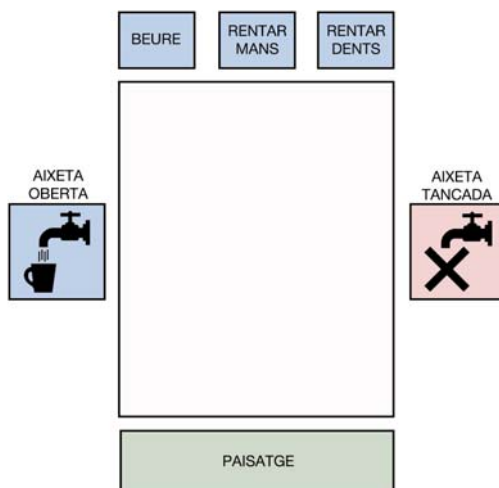 BEURE
RENTAR
MANS
RENTAR
DENTS
AIXETA
OBERTA
AIXETA
TANCADA
PAISATGE